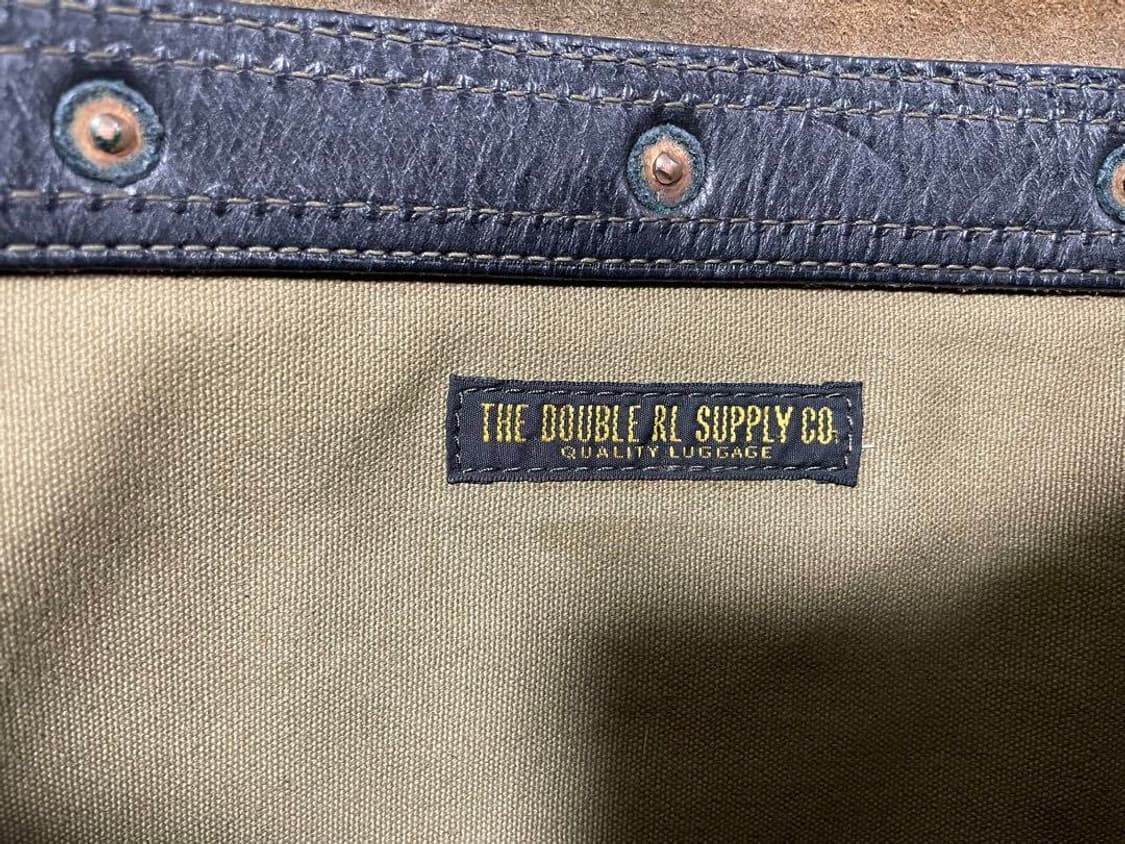 THE DOUBLE RL SUPPLY CO.
QUALITY LUGGAGE